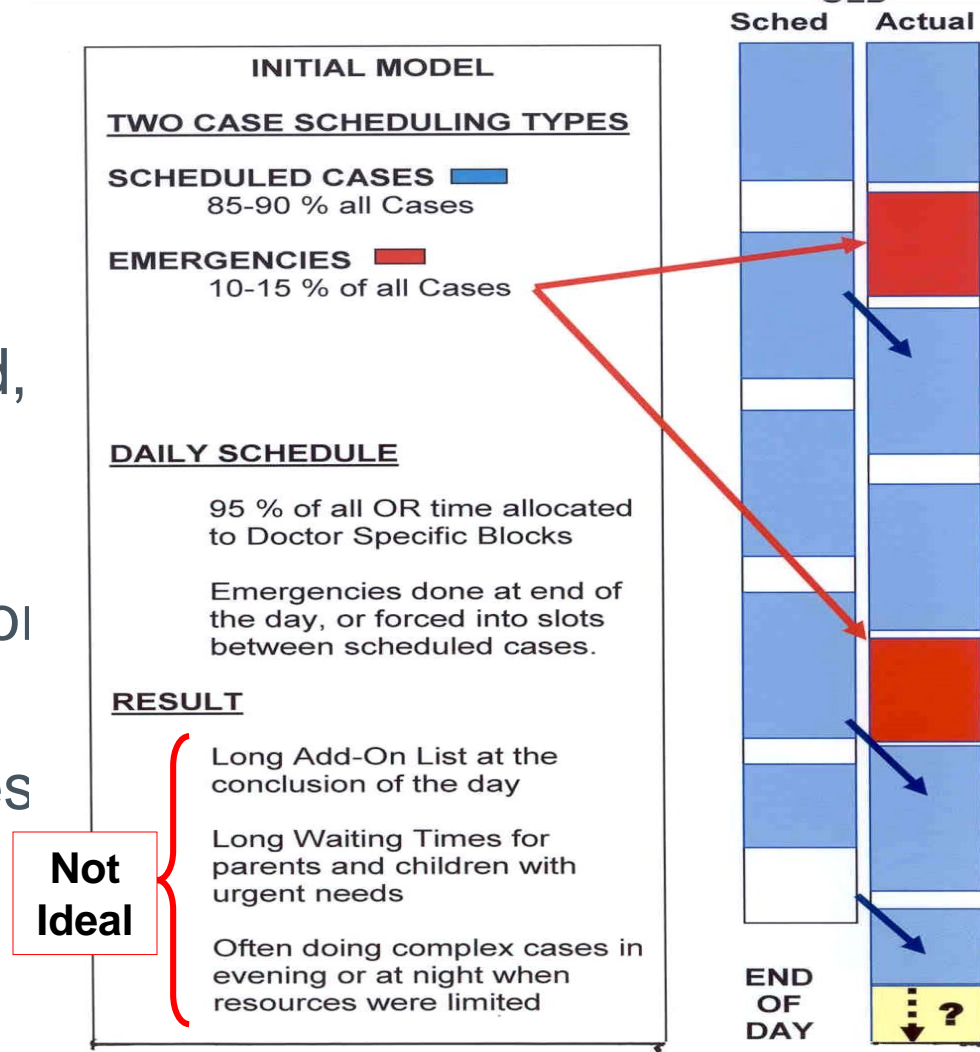 Sched Actual
INITIAL MODEL
TWO CASE SCHEDULING TYPES
SCHEDULED CASES
85-90 % all Cases
EMERGENCIES
10-15 % of all Cases
DAILY SCHEDULE
95 % of all OR time allocated
to Doctor Specific Blocks
Emergencies done at end of
the day, or forced into slots
between scheduled cases.
RESULT
Long Add-On List at the
conclusion of the day
Long Waiting Times for
parents and children with
urgent needs
Often doing complex cases in
evening or at night when
resources were limited
Not
Ideal
END
OF
DAY
?